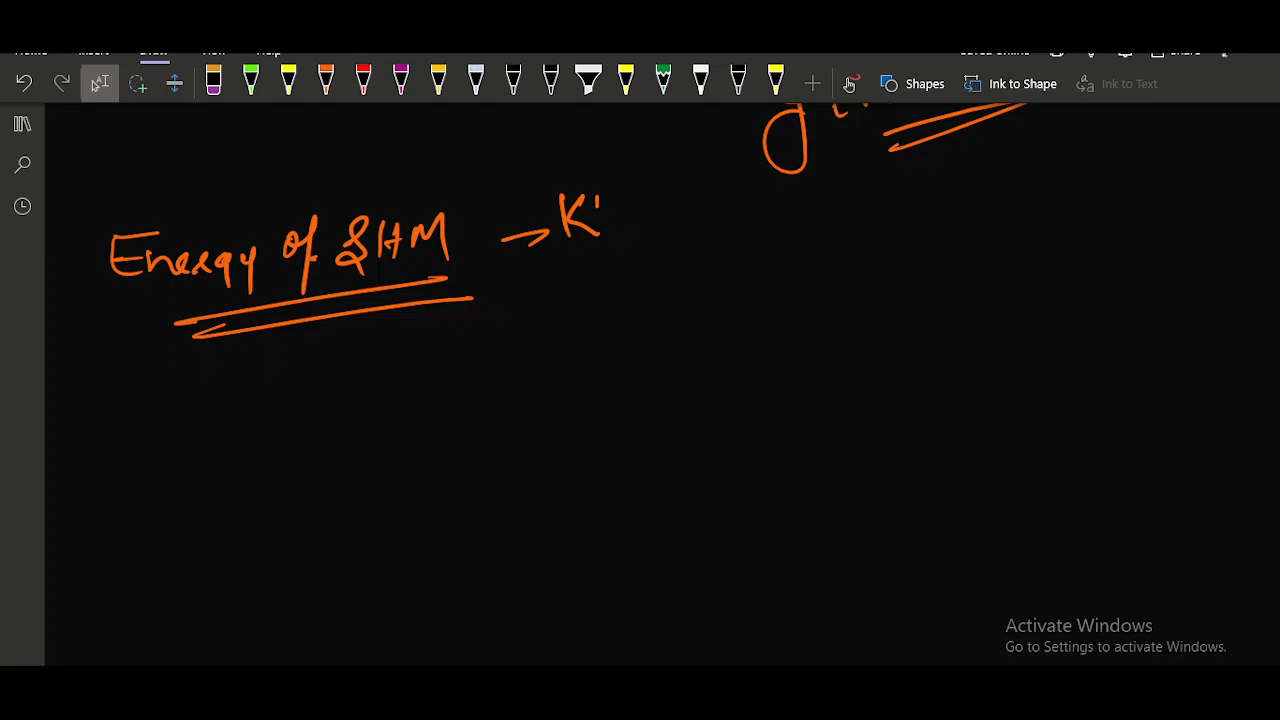 Shapes Ink to Shape Ink to Text
Energy of SHM → K
Activate Windows
Go to Settings to activate Windows.